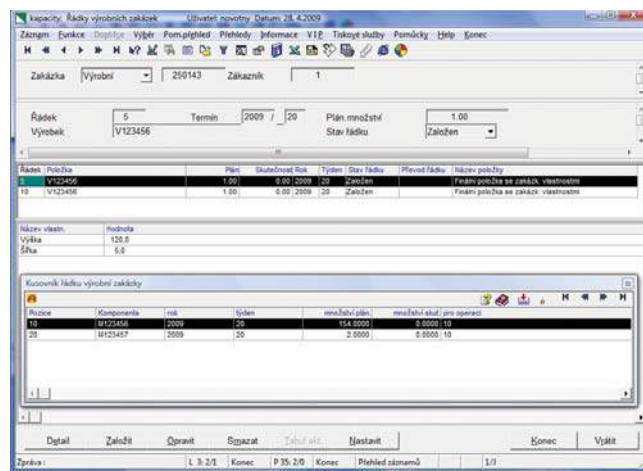 kapacity: Řádky výrobních zakázek Uživatel: novotny Datum: 28. 4.2009
Záznam Funkce Doplňte Výběr Pom.přehled Přehledy Informace VIP Tiskové služby Pomůcky Help Konec
Zakázka Výrobní 250143 Zákazník 1
Řádek 5 Termín 2009 / 20 Plán.množství 1.00
Výrobek V123456 Stav řádku Založen
Řádek Položka Plán Skutečnost Rok Týden Stav řádku Převod řádku Název položky
5 V123456 1.00 0.00 2009 20 Založen Finální položka se zakázk. vlastnostmi
10 V123456 1.00 0.00 2009 20 Založen Finální položka se zakázk. vlastnostmi
Název vlastn. Hodnota
Výška 120,0
Šířka 5,0
Kusovník řádku výrobní zakázky
Pozice Komponenta rok týden množství plán. množství skut. pro operaci
10 M123456 2009 20 154.0000 0.0000 10
20 M123457 2009 20 2.0000 0.0000 10
Detail Založit Opravit Smazat Tabuf akt. Nastavit Konec Vrátit
Zpráva: L 3: 2/1 Konec P 35: 2/0 Konec Přehled záznamů 1/3